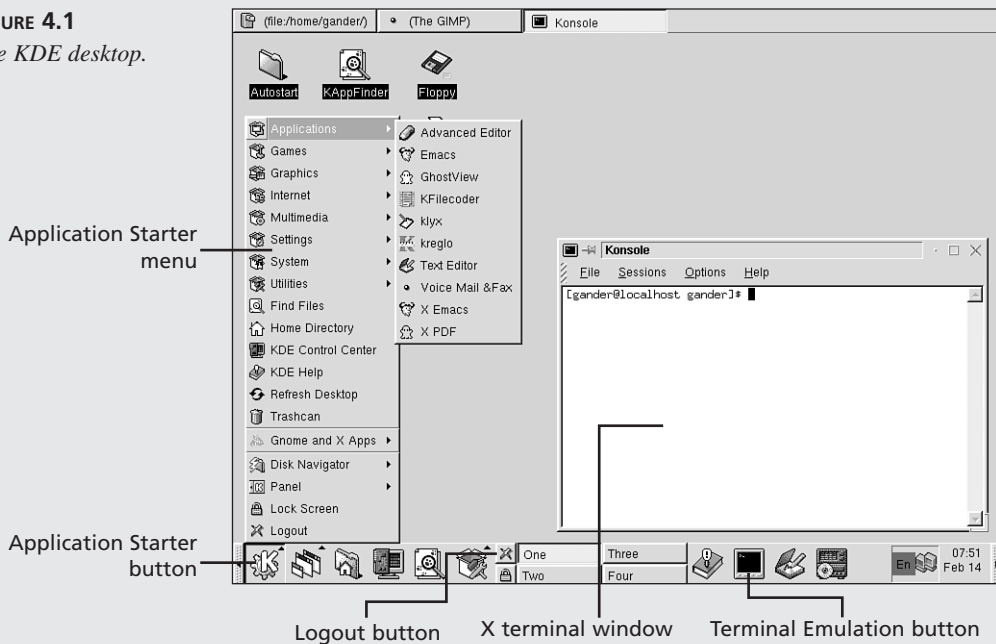 URE 4.1
e KDE desktop.
(file:/home/gander/)
(The GIMP)
Konsole
Autostart
KAppFinder
Floppy
Applications
Games
Graphics
Internet
Multimedia
Settings
System
Utilities
Find Files
Home Directory
KDE Control Center
KDE Help
Refresh Desktop
Trashcan
Gnome and X Apps
Disk Navigator
Panel
Lock Screen
Logout
Advanced Editor
Emacs
GhostView
KFilecoder
klyx
kreglo
Text Editor
Voice Mail &Fax
X Emacs
X PDF
Application Starter
menu
Konsole
File Sessions Options Help
[gander@localhost gander]$
Application Starter
button
One
Two
Three
Four
En
07:51
Feb 14
Logout button
X terminal window
Terminal Emulation button